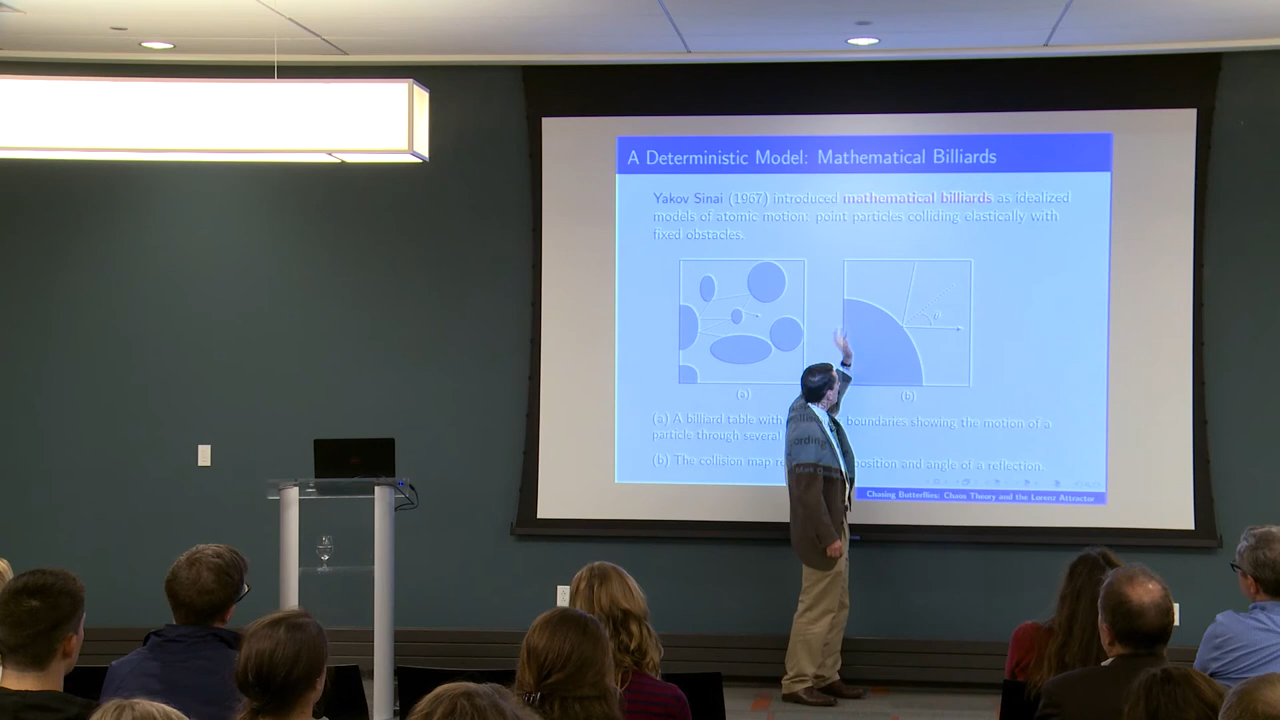 A Deterministic Model: Mathematical Billiards
Yakov Sinai (1967) introduced mathematical billiards as idealized
models of atomic motion: point particles colliding elastically with
fixed obstacles.
θ
(a)
(b)
(a) A billiard table with boundaries showing the motion of a
particle through several
(b) The collision map position and angle of a reflection.
Chasing Butterflies: Chaos Theory and the Lorenz Attractor